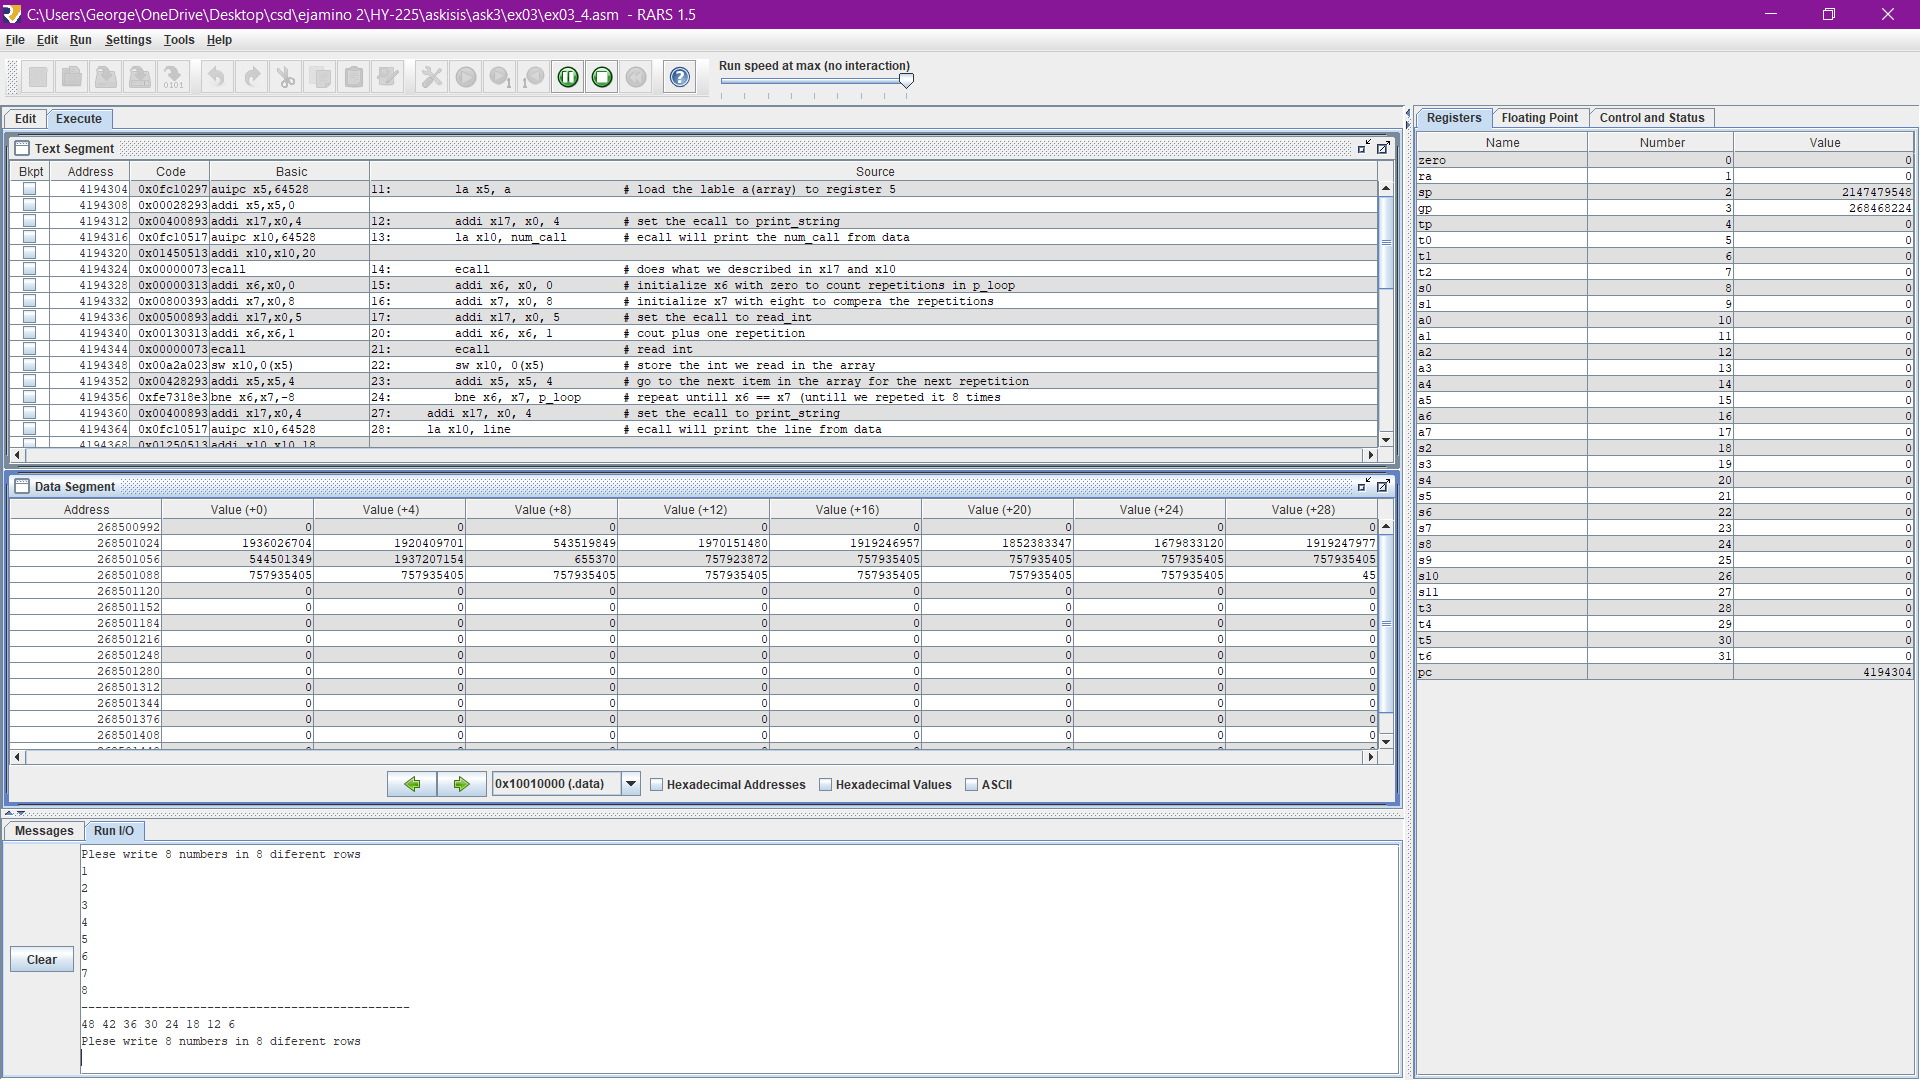 C:\Users\George\OneDrive\Desktop\csd\ejamino 2\HY-225\askisis\ask3\ex03\ex03_4.asm - RARS 1.5
File Edit Run Settings Tools Help
Run speed at max (no interaction)
Edit Execute
Text Segment
Bkpt Address Code Basic Source
4194304 0x0fc10297 auipc x5,64528 11: la x5, a # load the lable a(array) to register 5
4194308 0x00028293 addi x5,x5,0
4194312 0x00400893 addi x17,x0,4 12: addi x17, x0, 4 # set the ecall to print_string
4194316 0x0fc10517 auipc x10,64528 13: la x10, num_call # ecall will print the num_call from data
4194320 0x01450513 addi x10,x10,20
4194324 0x00000073 ecall 14: ecall # does what we described in x17 and x10
4194328 0x00000313 addi x6,x0,0 15: addi x6, x0, 0 # initialize x6 with zero to count repetitions in p_loop
4194332 0x00800393 addi x7,x0,8 16: addi x7, x0, 8 # initialize x7 with eight to compera the repetitions
4194336 0x00500893 addi x17,x0,5 17: addi x17, x0, 5 # set the ecall to read_int
4194340 0x00130313 addi x6,x6,1 20: addi x6, x6, 1 # cout plus one repetition
4194344 0x00000073 ecall 21: ecall # read int
4194348 0x00a2a023 sw x10,0(x5) 22: sw x10, 0(x5) # store the int we read in the array
4194352 0x00428293 addi x5,x5,4 23: addi x5, x5, 4 # go to the next item in the array for the next repetition
4194356 0xfe7318e3 bne x6,x7,-8 24: bne x6, x7, p_loop # repeat untill x6 == x7 (untill we repeted it 8 times
4194360 0x00400893 addi x17,x0,4 27: addi x17, x0, 4 # set the ecall to print_string
4194364 0x0fc10517 auipc x10,64528 28: la x10, line # ecall will print the line from data
4194368 0x01250513 addi x10,x10,18
Data Segment
Address Value (+0) Value (+4) Value (+8) Value (+12) Value (+16) Value (+20) Value (+24) Value (+28)
268500992 0 0 0 0 0 0 0 0
268501024 1936026704 1920409701 543519849 1970151480 1919246957 1852383347 1679833120 1919247977
268501056 544501349 1937207154 655370 757923872 757935405 757935405 757935405 757935405
268501088 757935405 757935405 757935405 757935405 757935405 757935405 757935405 45
268501120 0 0 0 0 0 0 0 0
268501152 0 0 0 0 0 0 0 0
268501184 0 0 0 0 0 0 0 0
268501216 0 0 0 0 0 0 0 0
268501248 0 0 0 0 0 0 0 0
268501280 0 0 0 0 0 0 0 0
268501312 0 0 0 0 0 0 0 0
268501344 0 0 0 0 0 0 0 0
268501376 0 0 0 0 0 0 0 0
268501408 0 0 0 0 0 0 0 0
0x10010000 (.data) Hexadecimal Addresses Hexadecimal Values ASCII
Messages Run I/O
Clear
Plese write 8 numbers in 8 diferent rows
1
2
3
4
5
6
7
8
-----------------------------------------------
48 42 36 30 24 18 12 6
Plese write 8 numbers in 8 diferent rows
Registers Floating Point Control and Status
Name Number Value
zero 0 0
ra 1 0
sp 2 2147479548
gp 3 268468224
tp 4 0
t0 5 0
t1 6 0
t2 7 0
s0 8 0
s1 9 0
a0 10 0
a1 11 0
a2 12 0
a3 13 0
a4 14 0
a5 15 0
a6 16 0
a7 17 0
s2 18 0
s3 19 0
s4 20 0
s5 21 0
s6 22 0
s7 23 0
s8 24 0
s9 25 0
s10 26 0
s11 27 0
t3 28 0
t4 29 0
t5 30 0
t6 31 0
pc 4194304